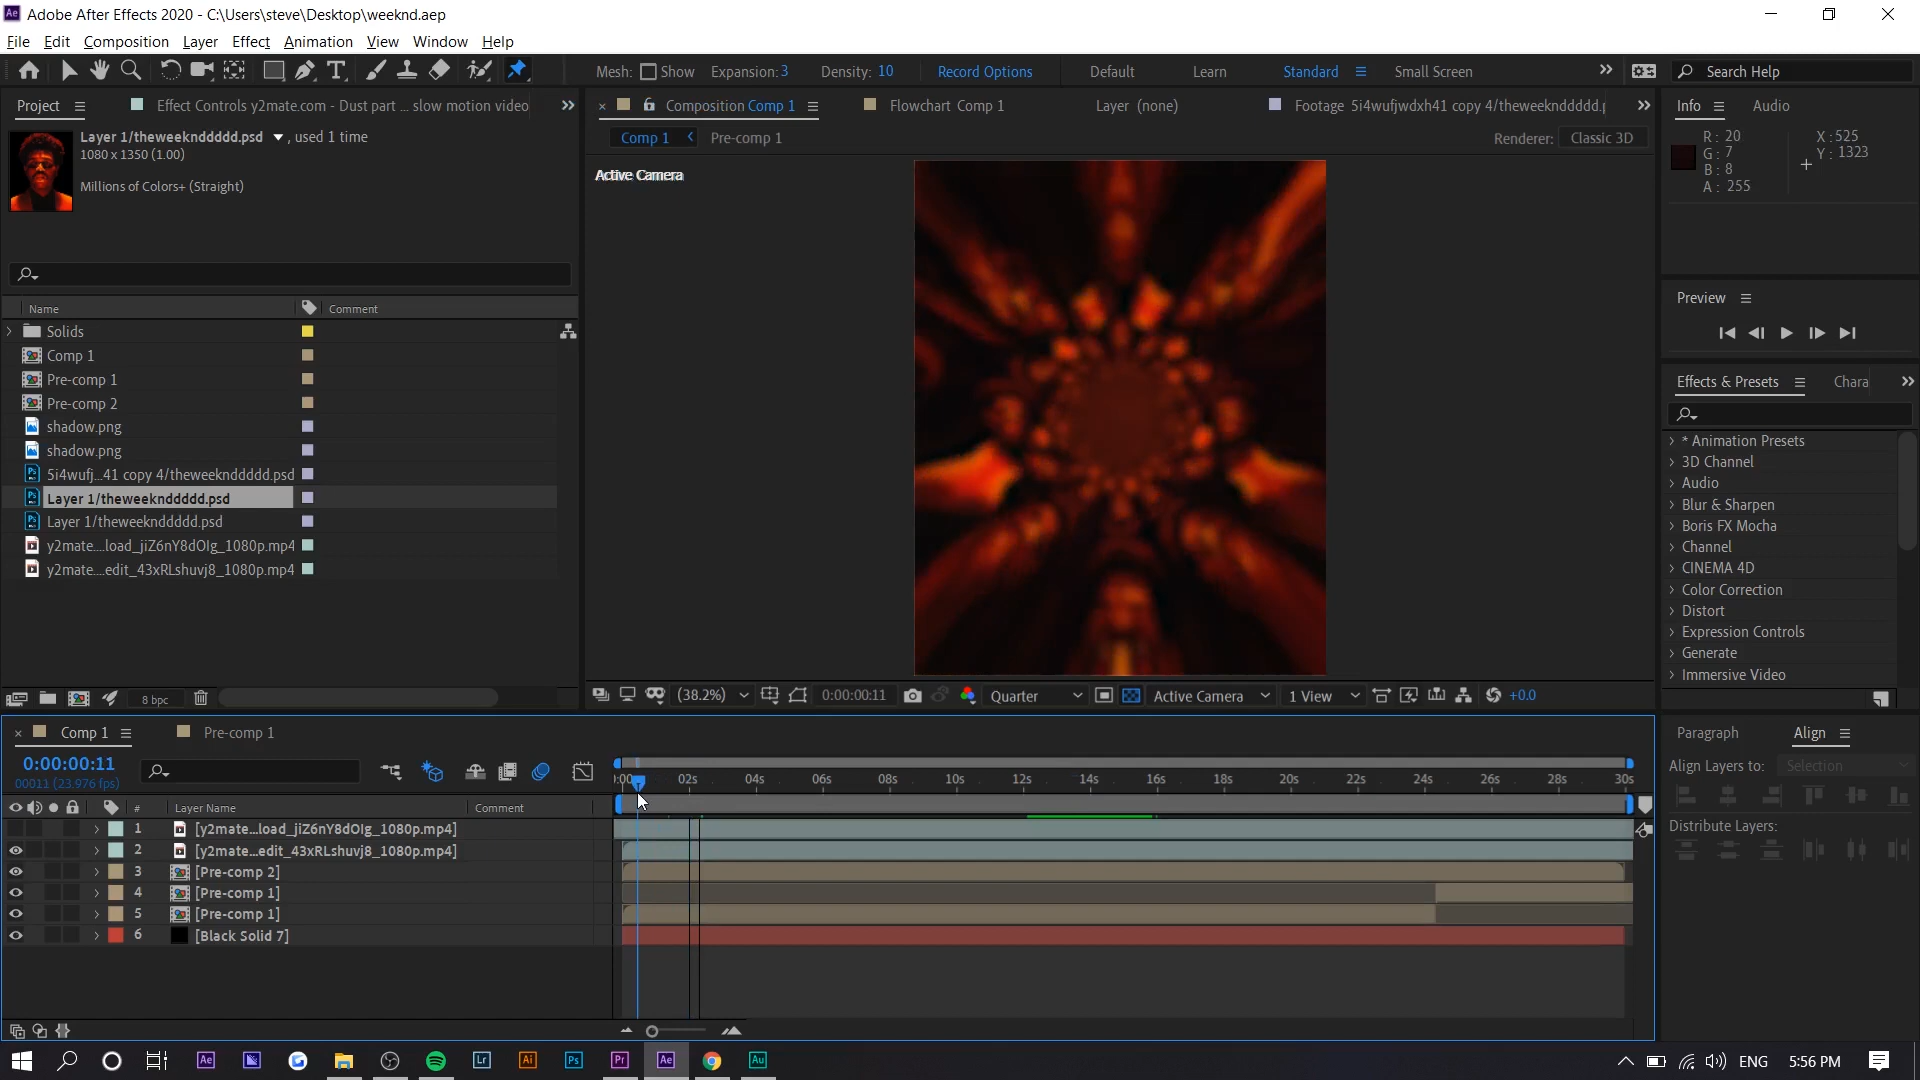 Adobe After Effects 2020 - C:\Users\steve\Desktop\weeknd.aep
File Edit Composition Layer Effect Animation View Window Help
Mesh: Show Expansion: 3 Density: 10 Record Options Default Learn Standard Small Screen Search Help
Project Effect Controls y2mate.com - Dust part ... slow motion video
Composition Comp 1 Flowchart Comp 1 Layer (none) Footage 5i4wufjwdxh41 copy 4/theweekndddd.p
Info Audio
Layer 1/theweekndddd.psd , used 1 time
1080 x 1350 (1.00)
Millions of Colors+ (Straight)
Comp 1 Pre-comp 1 Renderer: Classic 3D
Active Camera
R: 20
G: 7
B: 8
A: 255
X: 525
Y: 1323
Name Comment
Solids
Comp 1
Pre-comp 1
Pre-comp 2
shadow.png
shadow.png
5i4wufj...41 copy 4/theweekndddd.psd
Layer 1/theweekndddd.psd
Layer 1/theweekndddd.psd
y2mate....load_jiZ6nY8dOIg_1080p.mp4
y2mate....edit_43xRLshuvj8_1080p.mp4
8 bpc
(38.2%) 0:00:00:11 Quarter Active Camera 1 View +0.0
Preview
Effects & Presets Chara
* Animation Presets
3D Channel
Audio
Blur & Sharpen
Boris FX Mocha
Channel
CINEMA 4D
Color Correction
Distort
Expression Controls
Generate
Immersive Video
Comp 1 Pre-comp 1
0:00:00:11
00011 (23.976 fps)
):00 02s 04s 06s 08s 10s 12s 14s 16s 18s 20s 22s 24s 26s 28s 30s
# Layer Name Comment
1 [y2mate...load_jiZ6nY8dOIg_1080p.mp4]
2 [y2mate...edit_43xRLshuvj8_1080p.mp4]
3 [Pre-comp 2]
4 [Pre-comp 1]
5 [Pre-comp 1]
6 [Black Solid 7]
Paragraph Align
Align Layers to: Selection
Distribute Layers:
Ae Lr Ai Ps Pr Ae Au ENG 5:56 PM